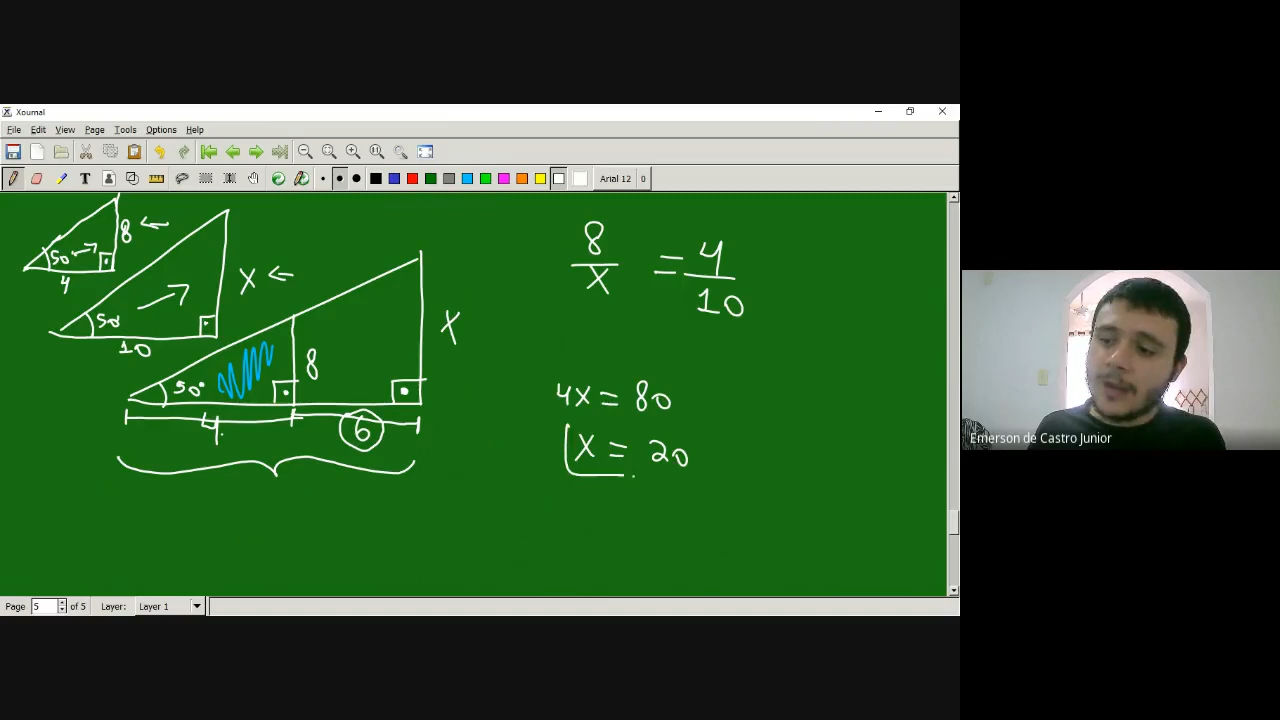 Xournal
File Edit View Page Tools Options Help
Arial 12 0
8
50°
4
X
50°
10
50°
8
X
4
6
8/X = 4/10
4X = 80
X = 20
Emerson de Castro Junior
Page 5 of 5 Layer: Layer 1